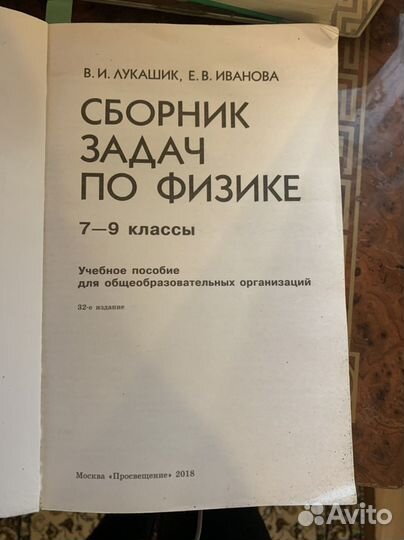 В. И. ЛУКАШИК, Е. В. ИВАНОВА
СБОРНИК
ЗАДАЧ
ПО ФИЗИКЕ
7—9 классы
Учебное пособие
для общеобразовательных организаций
32-е издание
Москва «Просвещение» 2018
Avito